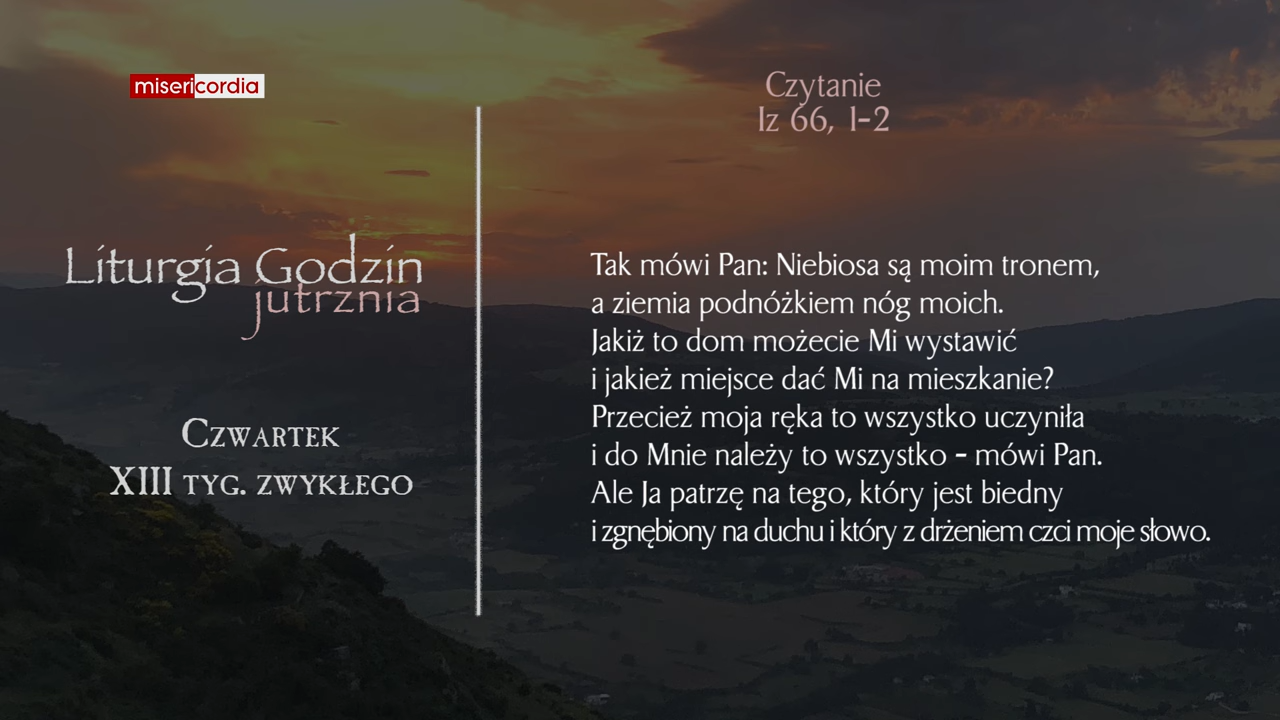 misericordia
Liturgia Godzin
jutrznia
Czwartek
XIII tyg. zwykłego
Czytanie
Iz 66, 1-2
Tak mówi Pan: Niebiosa są moim tronem,
a ziemia podnóżkiem nóg moich.
Jakiż to dom możecie Mi wystawić
i jakież miejsce dać Mi na mieszkanie?
Przecież moja ręka to wszystko uczyniła
i do Mnie należy to wszystko - mówi Pan.
Ale Ja patrzę na tego, który jest biedny
i zgnębiony na duchu i który z drżeniem czci moje słowo.